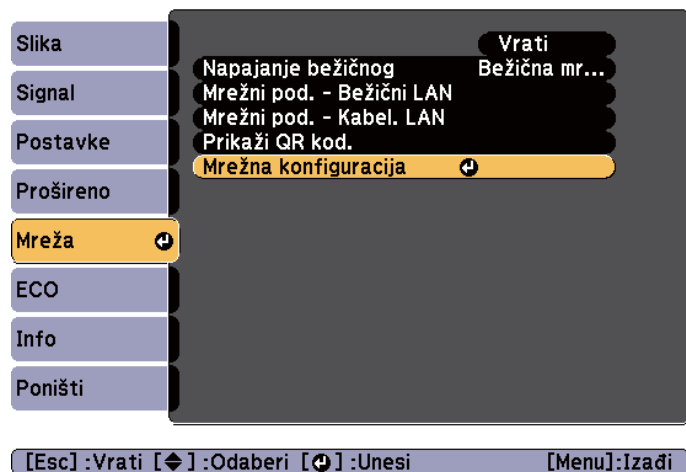 Slika
Signal
Postavke
Prošireno
Mreža
ECO
Info
Poništi
Vrati
Napajanje bežičnog Bežična mr...
Mrežni pod. - Bežični LAN
Mrežni pod. - Kabel. LAN
Prikaži QR kod.
Mrežna konfiguracija
[Esc] :Vrati [◆] :Odaberi [↵] :Unesi [Menu]:Izađi